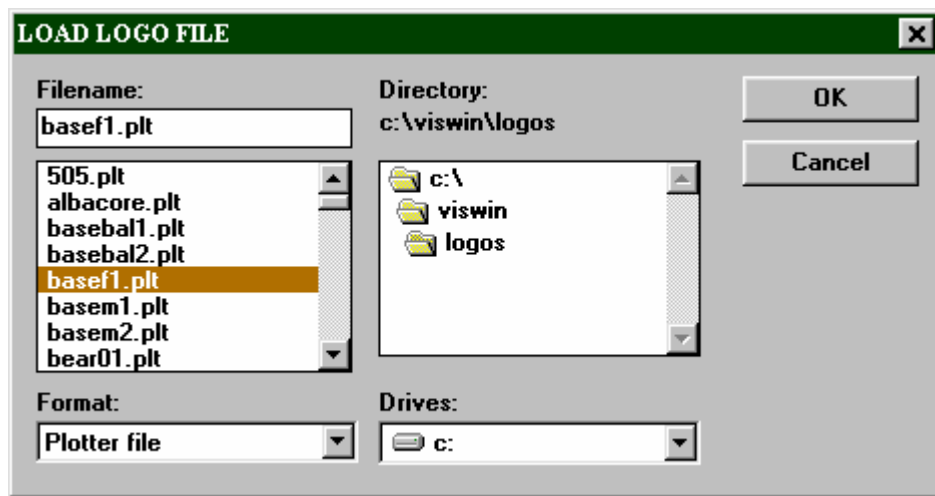 LOAD LOGO FILE
Filename:
basef1.plt
505.plt
albacore.plt
basebal1.plt
basebal2.plt
basef1.plt
basem1.plt
basem2.plt
bear01.plt
Format:
Plotter file
Directory:
c:\viswin\logos
c:\
viswin
logos
Drives:
c:
OK
Cancel